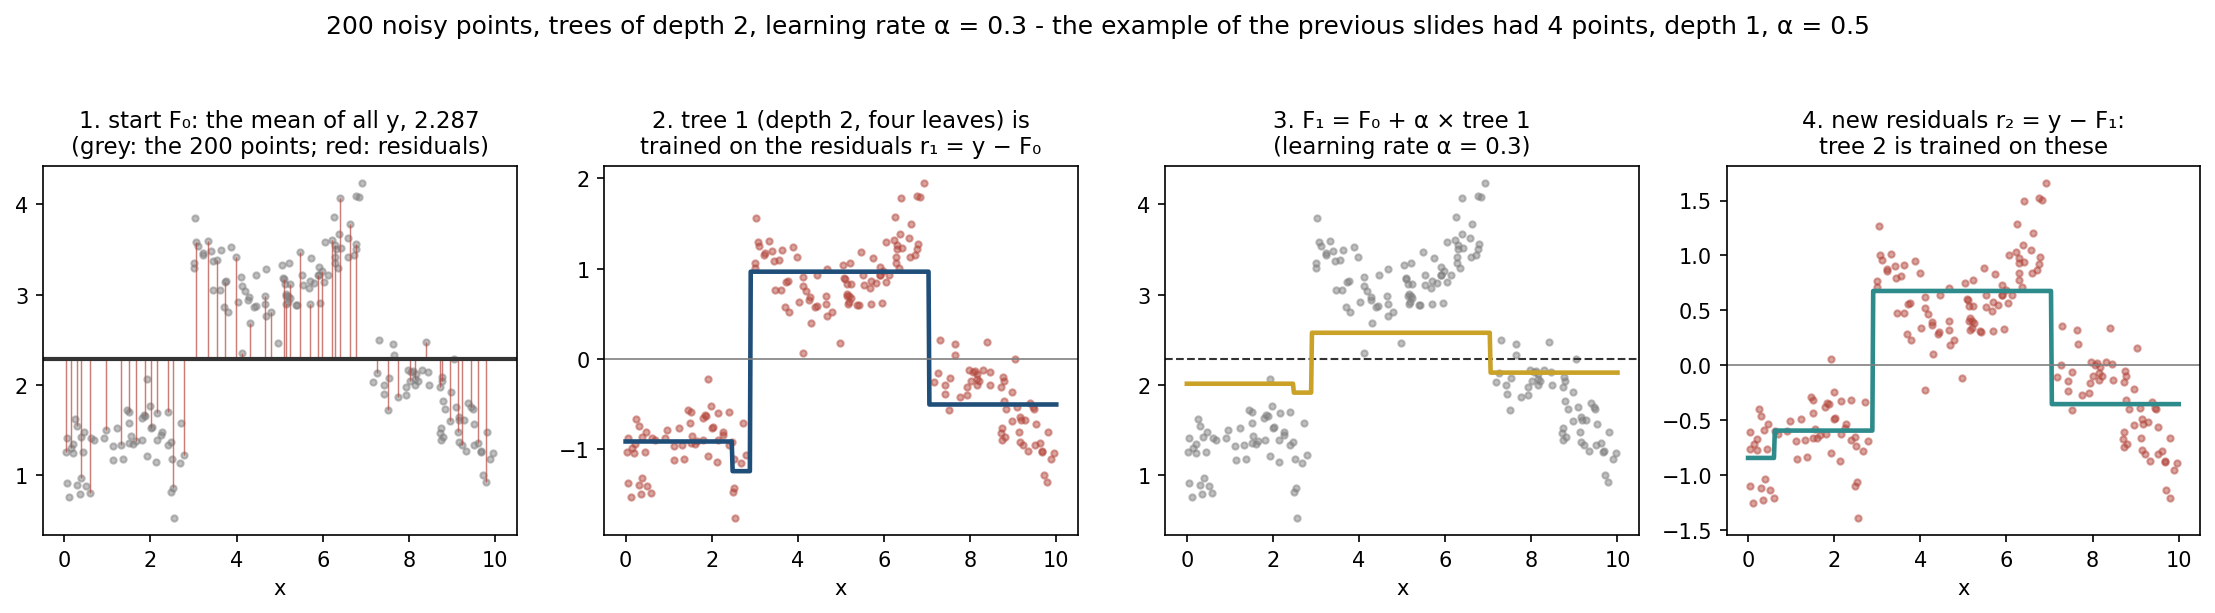 200 noisy points, trees of depth 2, learning rate α = 0.3 - the example of the previous slides had 4 points, depth 1, α = 0.5
1. start F₀: the mean of all y, 2.287
(grey: the 200 points; red: residuals)
4
3
2
1
0 2 4 6 8 10
x
2. tree 1 (depth 2, four leaves) is
trained on the residuals r₁ = y − F₀
2
1
0
−1
0 2 4 6 8 10
x
3. F₁ = F₀ + α × tree 1
(learning rate α = 0.3)
4
3
2
1
0 2 4 6 8 10
x
4. new residuals r₂ = y − F₁:
tree 2 is trained on these
1.5
1.0
0.5
0.0
−0.5
−1.0
−1.5
0 2 4 6 8 10
x